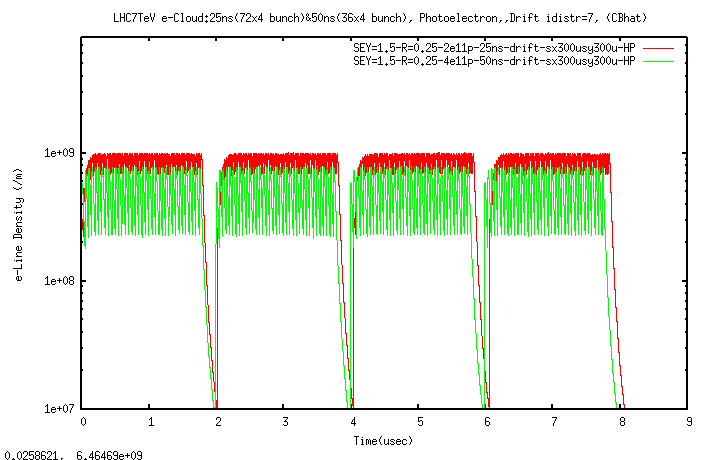 LHC7TeV e-Cloud:25ns(72x4 bunch)&50ns(36x4 bunch), Photoelectron,,Drift idistr=7, (CBhat)
SEY=1.5-R=0.25-2e11p-25ns-drift-sx300usy300u-HP
SEY=1.5-R=0.25-4e11p-50ns-drift-sx300usy300u-HP
1e+09
1e+08
1e+07
e-Line Density (/m)
0 1 2 3 4 5 6 7 8 9
Time(usec)
0.0258621, 6.46469e+09